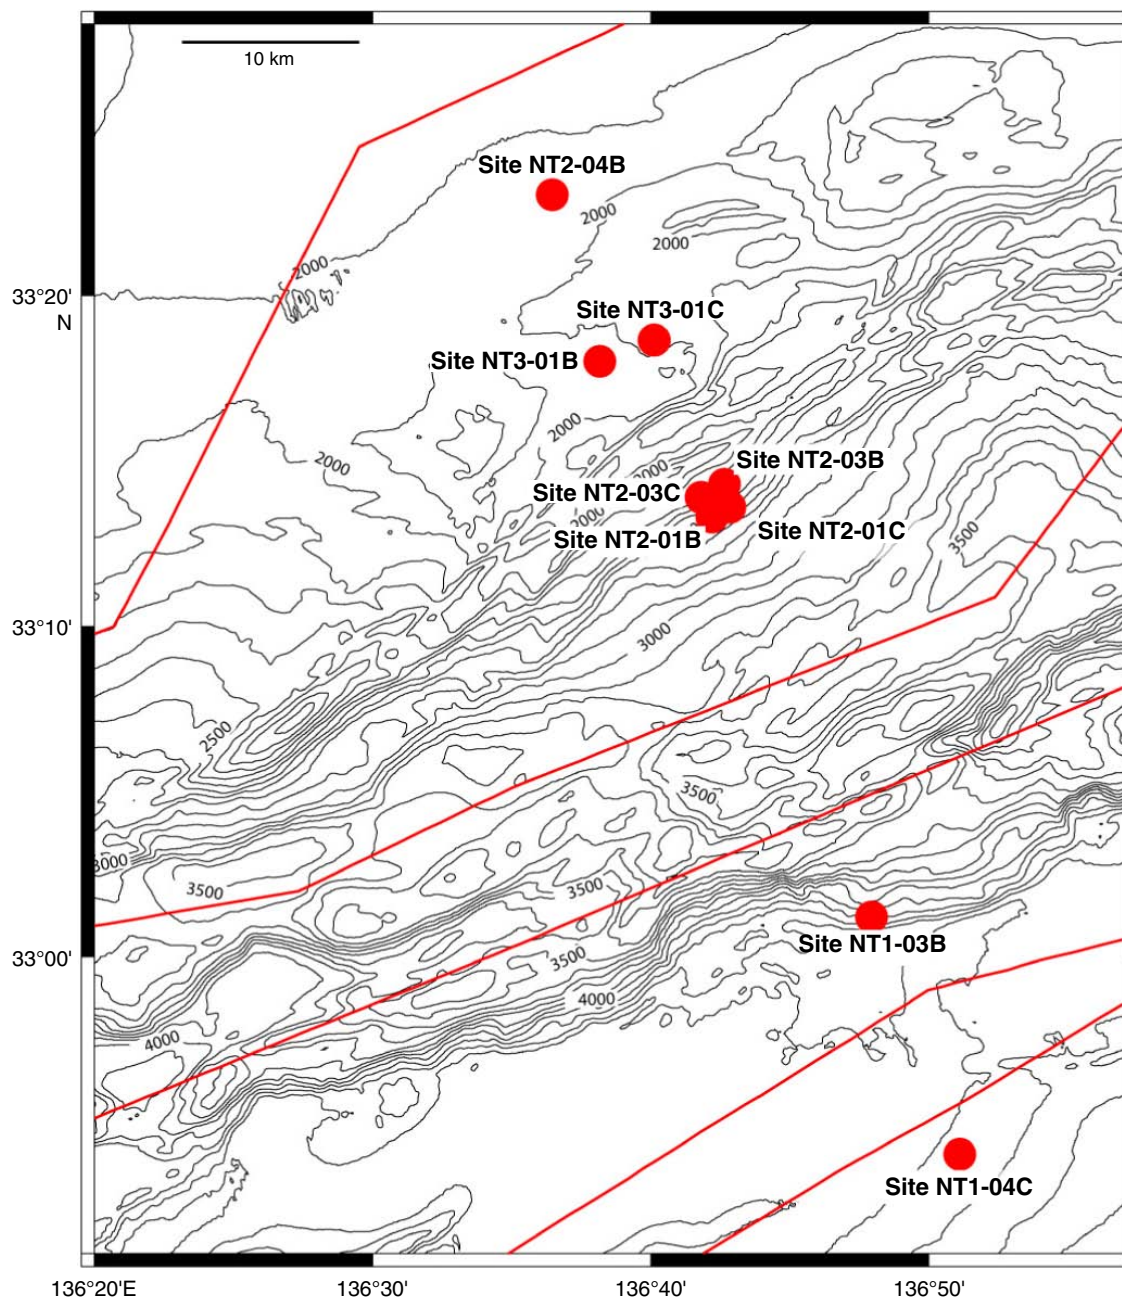 10 km
Site NT2-04B
2000
2000
2000
33°20'
N
Site NT3-01C
Site NT3-01B
2000
2000
Site NT2-03B
2000
Site NT2-03C
2000
Site NT2-01C
Site NT2-01B
3500
33°10'
3000
2500
3500
3000
3500
3500
Site NT1-03B
33°00'
3500
4000
4000
Site NT1-04C
136°20'E
136°30'
136°40'
136°50'